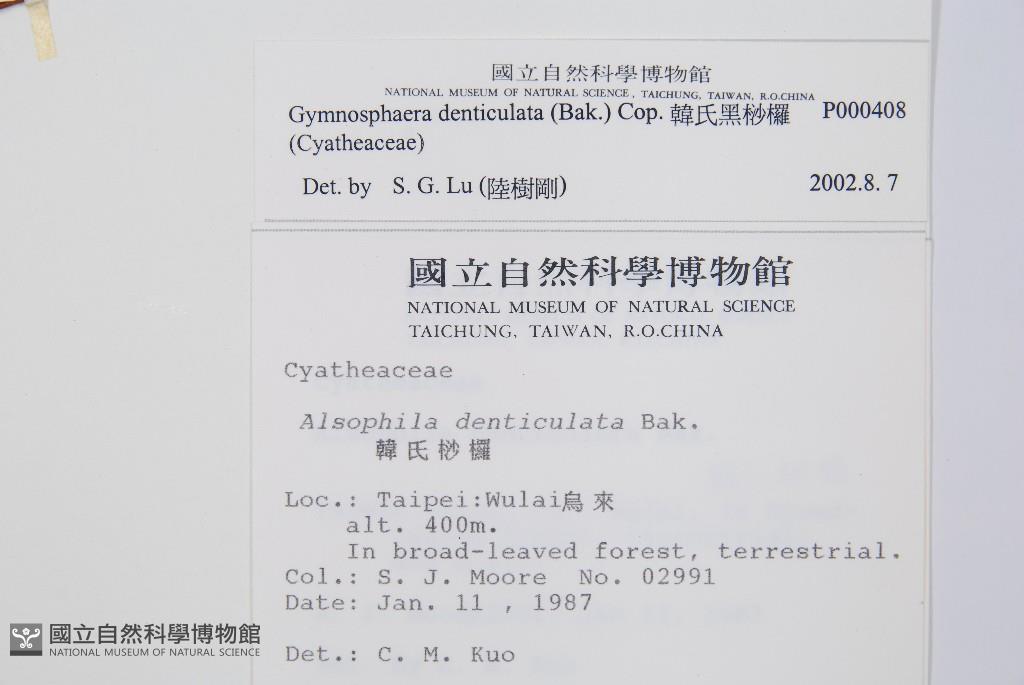 國立自然科學博物館
NATIONAL MUSEUM OF NATURAL SCIENCE, TAICHUNG, TAIWAN, R.O.CHINA
Gymnosphaera denticulata (Bak.) Cop. 韓氏黑桫欏 P000408
(Cyatheaceae)
Det. by S. G. Lu (陸樹剛) 2002.8. 7
國立自然科學博物館
NATIONAL MUSEUM OF NATURAL SCIENCE
TAICHUNG, TAIWAN, R.O.CHINA
Cyatheaceae
Alsophila denticulata Bak.
韓氏桫欏
Loc.: Taipei:Wulai烏來
alt. 400m.
In broad-leaved forest, terrestrial.
Col.: S. J. Moore No. 02991
Date: Jan. 11 , 1987
Det.: C. M. Kuo
國立自然科學博物館
NATIONAL MUSEUM OF NATURAL SCIENCE